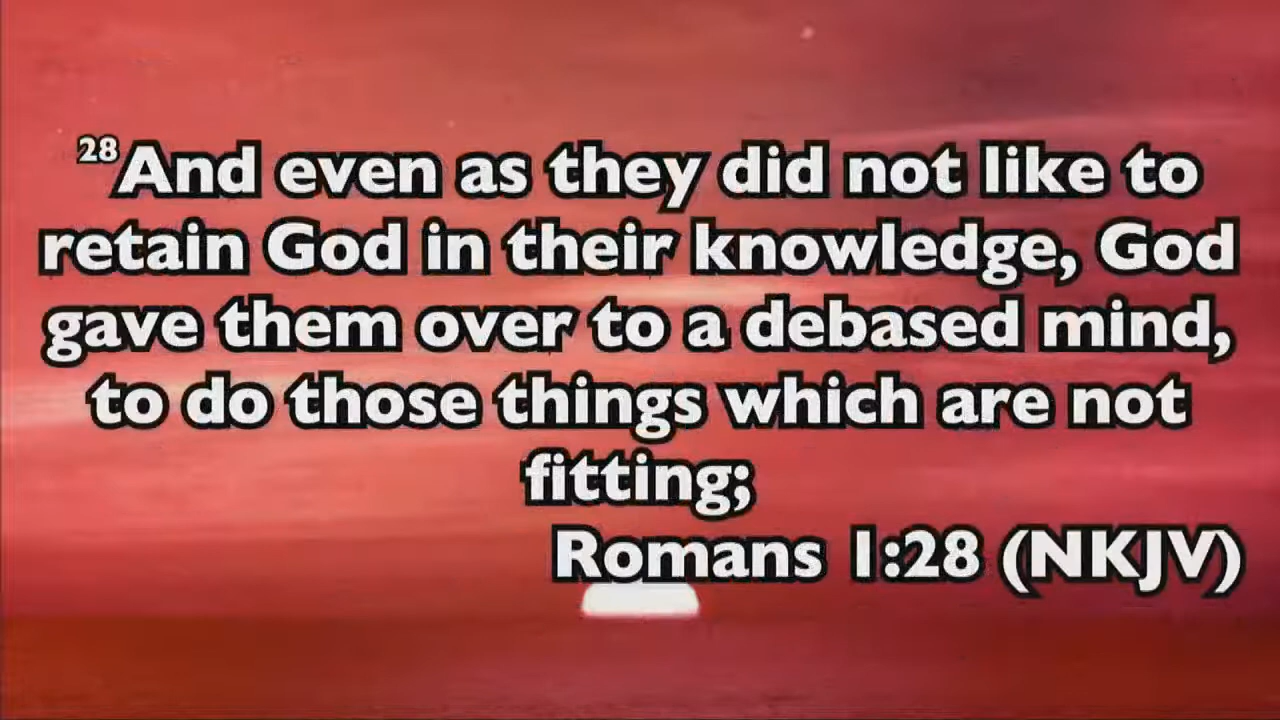 28And even as they did not like to
retain God in their knowledge, God
gave them over to a debased mind,
to do those things which are not
fitting;
Romans 1:28 (NKJV)